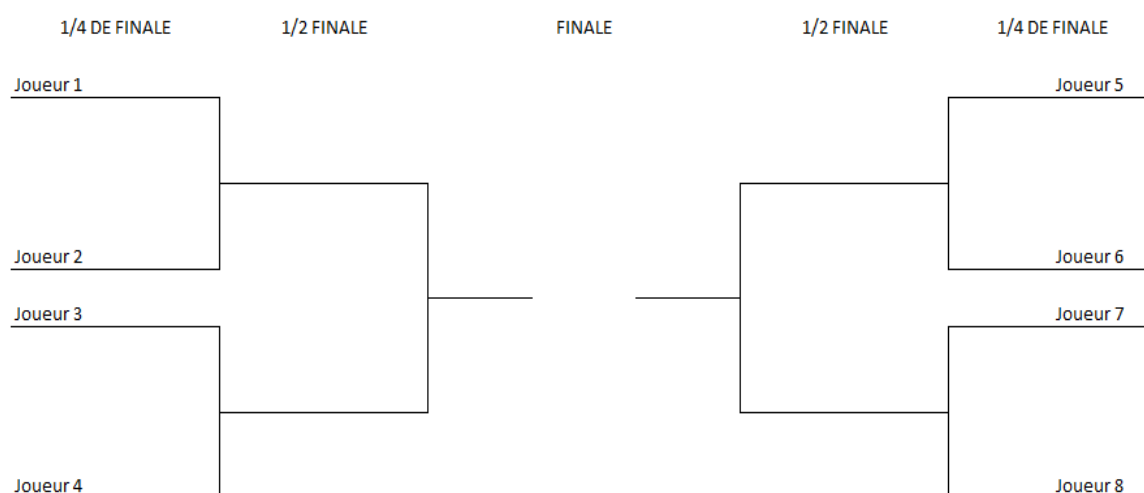 1/4 DE FINALE 1/2 FINALE FINALE 1/2 FINALE 1/4 DE FINALE
Joueur 1 Joueur 5
Joueur 2 Joueur 6
Joueur 3 Joueur 7
Joueur 4 Joueur 8